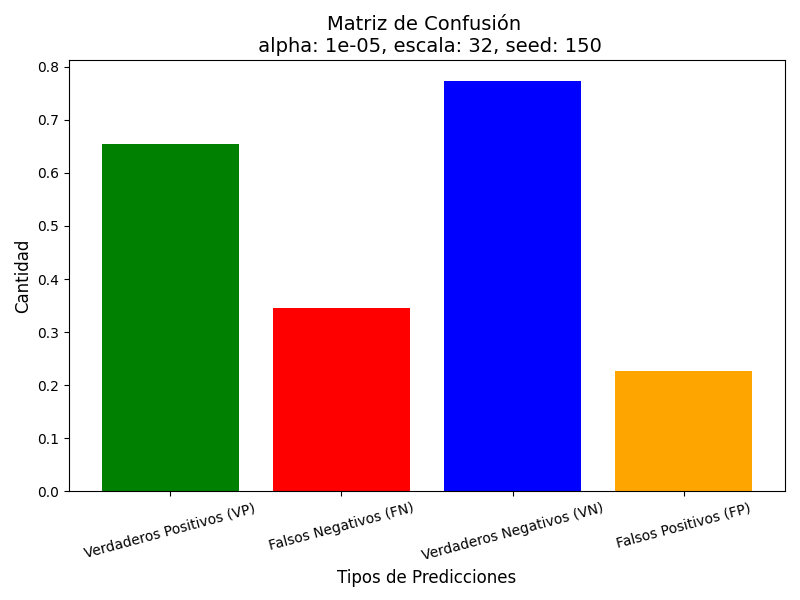 Matriz de Confusión
alpha: 1e-05, escala: 32, seed: 150
Cantidad
0.8
0.7
0.6
0.5
0.4
0.3
0.2
0.1
0.0
Verdaderos Positivos (VP)
Falsos Negativos (FN)
Verdaderos Negativos (VN)
Falsos Positivos (FP)
Tipos de Predicciones